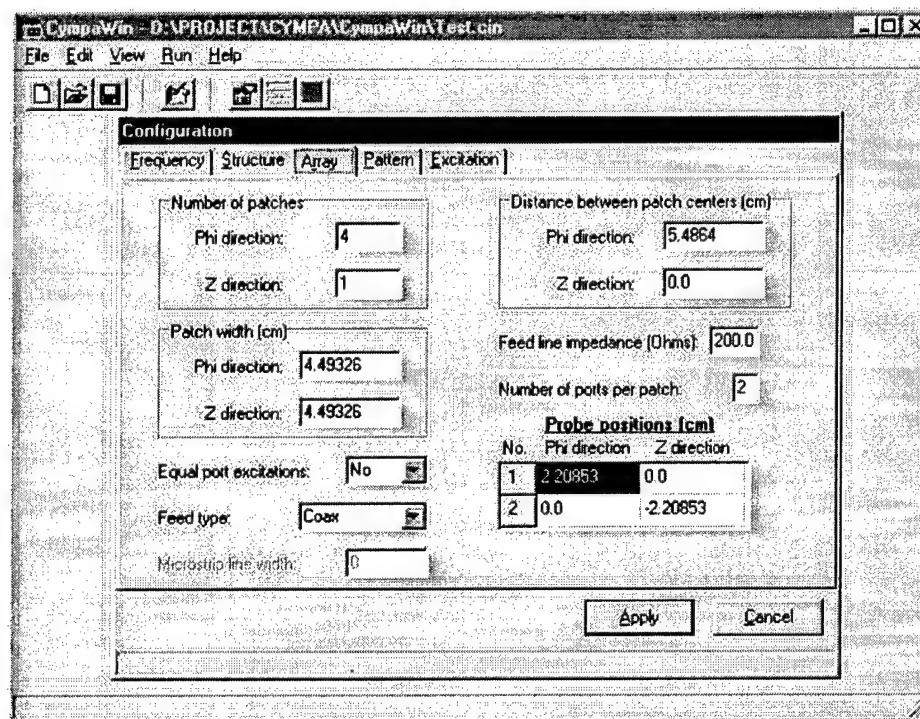 CympaWin - D:\PROJECT\CYMPA\CympaWin\Test.cin
File Edit View Run Help
Configuration
Frequency Structure Array Pattern Excitation
Number of patches
Phi direction: 4
Z direction: 1
Distance between patch centers (cm)
Phi direction: 5.4864
Z direction: 0.0
Patch width (cm)
Phi direction: 4.49326
Z direction: 4.49326
Feed line impedance (Ohms): 200.0
Number of ports per patch: 2
Probe positions (cm)
No. Phi direction Z direction
1 2.20853 0.0
2 0.0 -2.20853
Equal port excitations: No
Feed type: Coax
Microstrip line width: 0
Apply Cancel